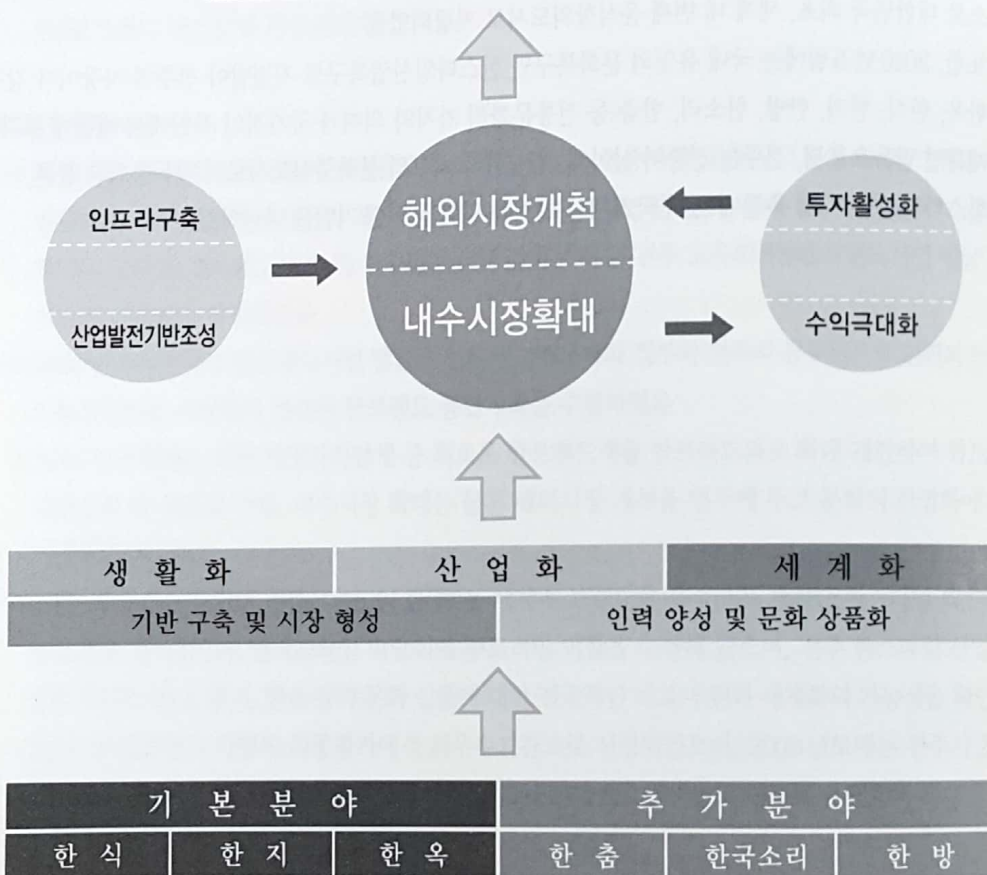 인프라구축
산업발전기반조성
해외시장개척
내수시장확대
투자활성화
수익극대화
생 활 화
산 업 화
세 계 화
기반 구축 및 시장 형성
인력 양성 및 문화 상품화
기 본 분 야
추 가 분 야
한 식
한 지
한 옥
한 춤
한국소리
한 방